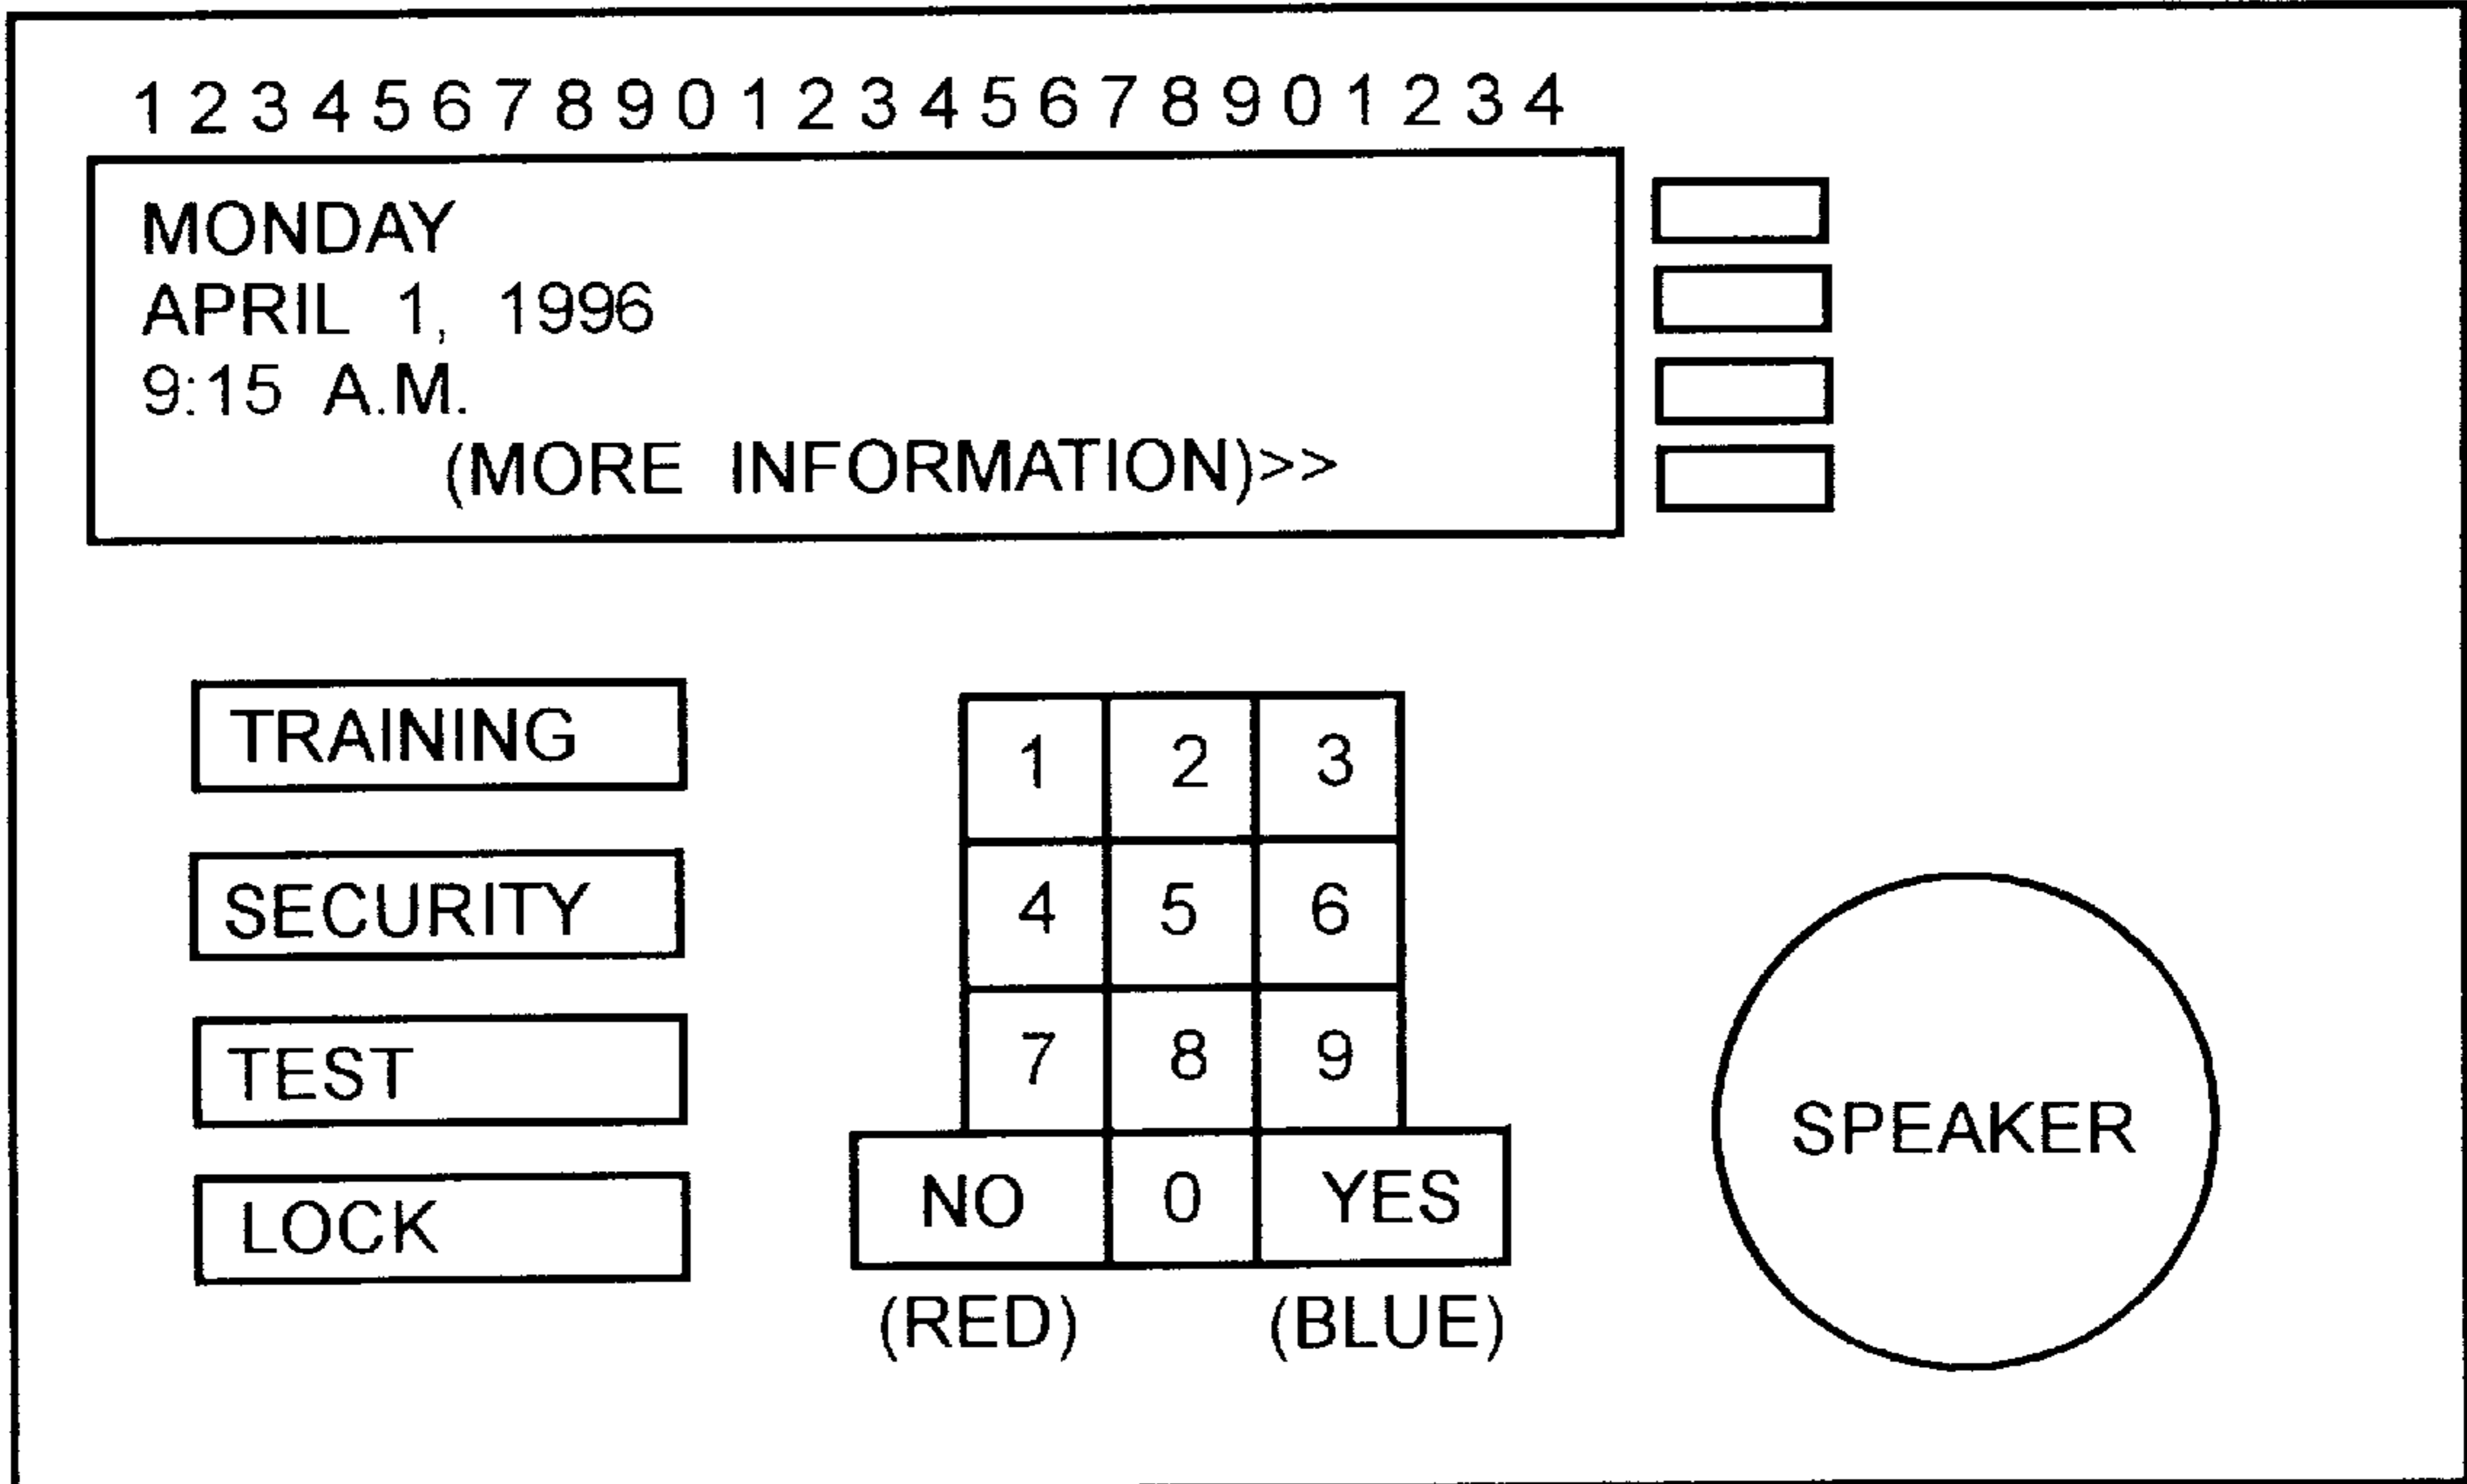 1 2 3 4 5 6 7 8 9 0 1 2 3 4 5 6 7 8 9 0 1 2 3 4
MONDAY
APRIL 1, 1996
9:15 A.M.
(MORE INFORMATION)>>
TRAINING
SECURITY
TEST
LOCK
1 2 3
4 5 6
7 8 9
NO 0 YES
(RED) (BLUE)
SPEAKER